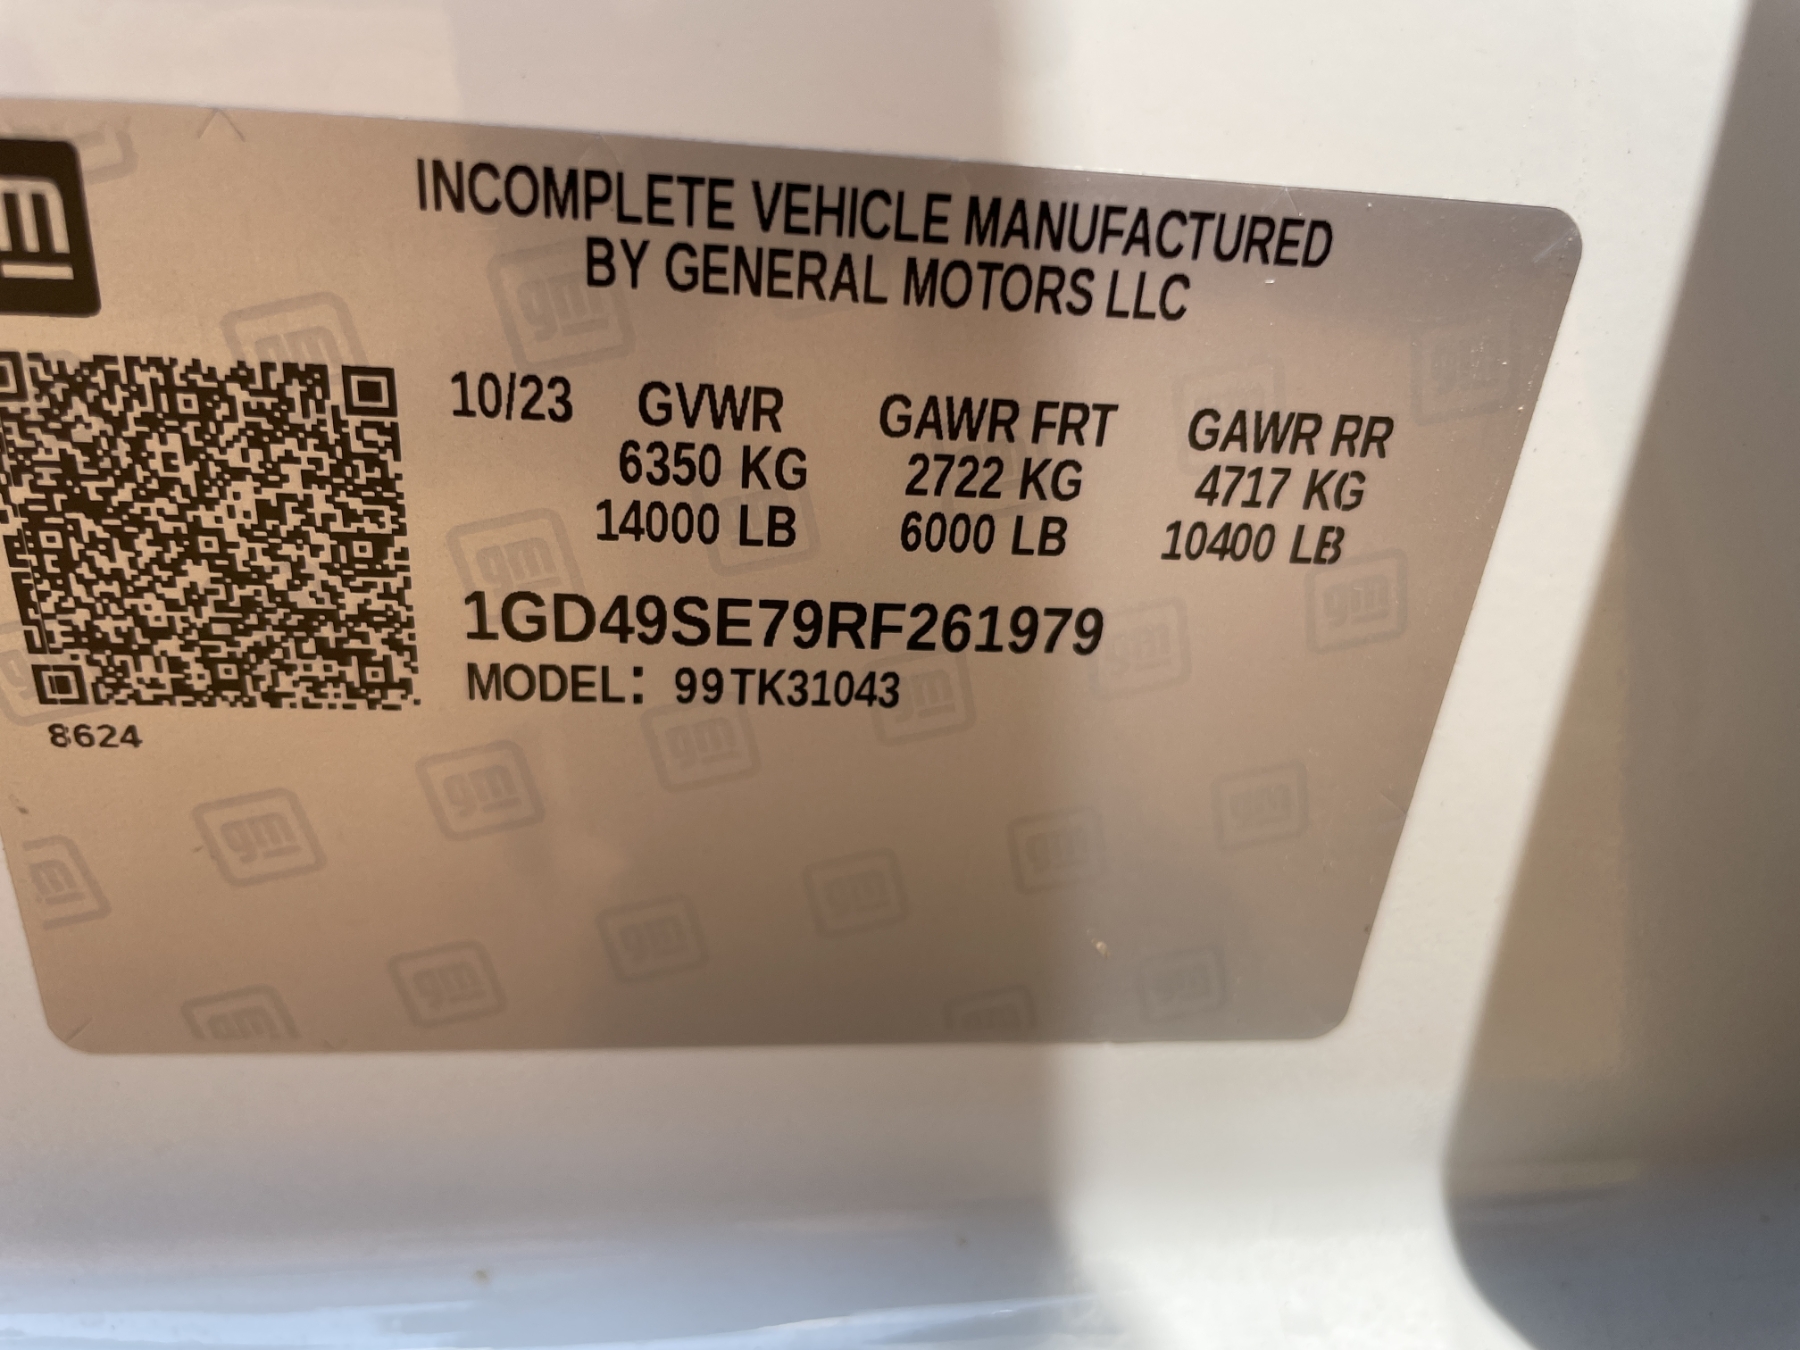 gm
INCOMPLETE VEHICLE MANUFACTURED
BY GENERAL MOTORS LLC
10/23 GVWR GAWR FRT GAWR RR
6350 KG 2722 KG 4717 KG
14000 LB 6000 LB 10400 LB
1GD49SE79RF261979
MODEL: 99TK31043
8624